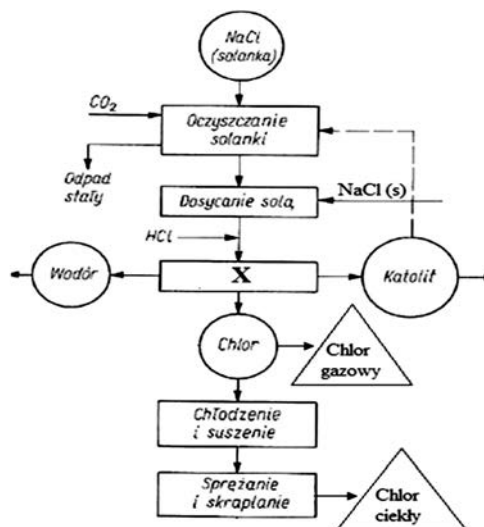 NaCl
(solanka)
CO₂
Oczyszczanie
solanki
Odpad
stały
Dosycanie solą
NaCl (s)
HCl
Wodór
X
Katolit
Chlor
Chlor
gazowy
Chłodzenie
i suszenie
Sprężanie
i skraplanie
Chlor
ciekły